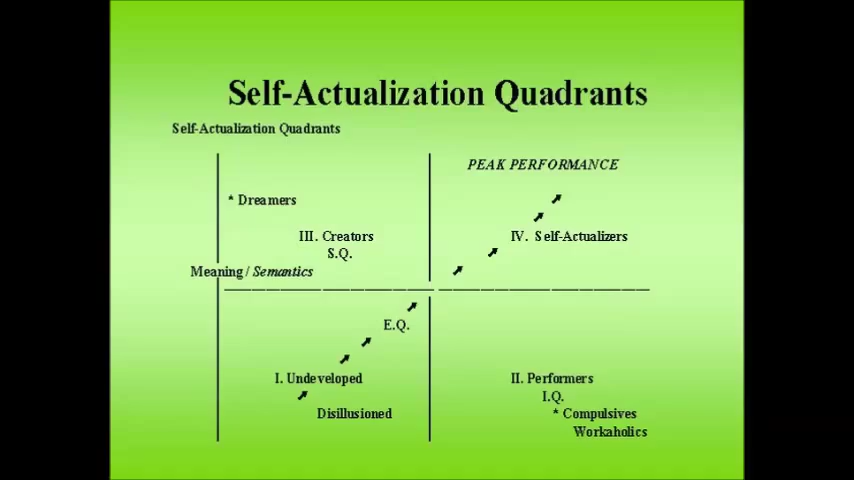 Self-Actualization Quadrants
Self-Actualization Quadrants
PEAK PERFORMANCE
* Dreamers
III. Creators
IV. Self-Actualizers
S.Q.
Meaning / Semantics
E.Q.
I. Undeveloped
II. Performers
I.Q.
Disillusioned
* Compulsives
Workaholics